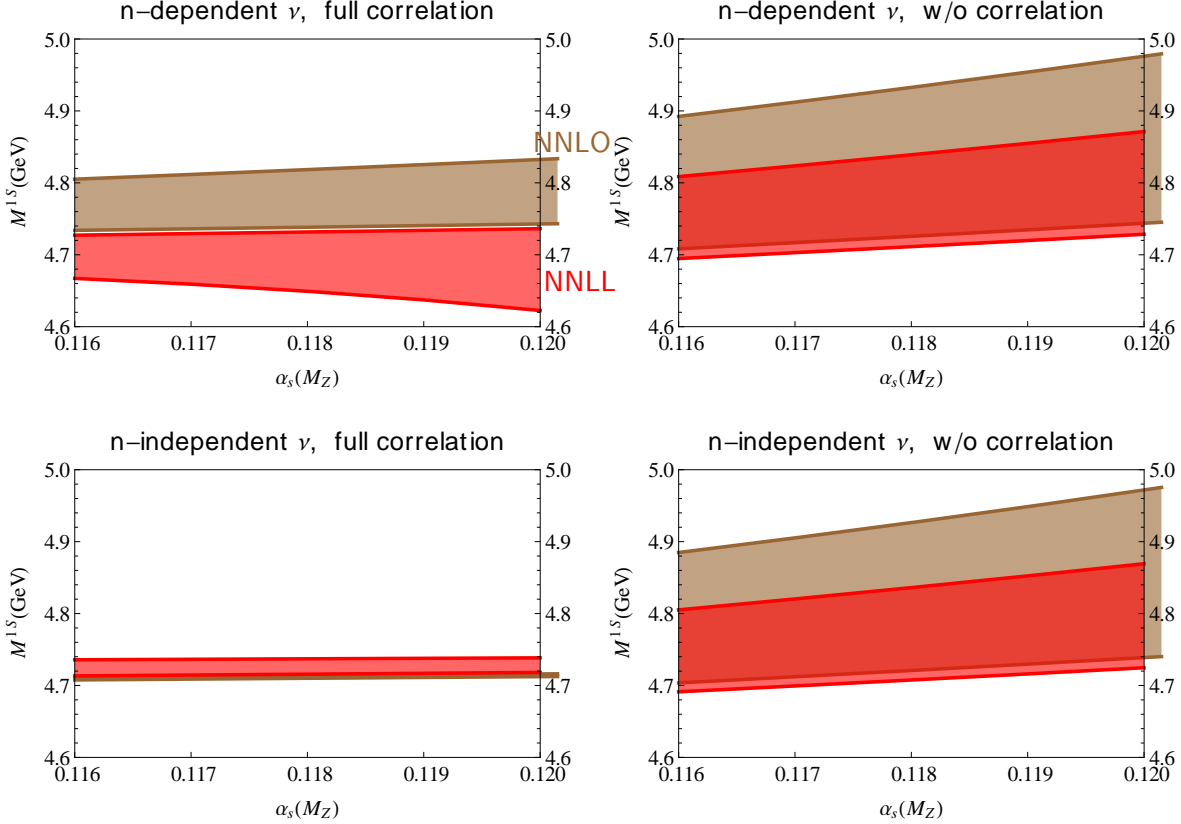 n–dependent ν, full correlation
5.0 5.0
4.9 4.9
4.8 4.8
4.7 4.7
4.6 4.6
M^1S(GeV)
NNLO
NNLL
0.116 0.117 0.118 0.119 0.120
α_s(M_Z)
n–dependent ν, w/o correlation
5.0 5.0
4.9 4.9
4.8 4.8
4.7 4.7
4.6 4.6
M^1S(GeV)
0.116 0.117 0.118 0.119 0.120
α_s(M_Z)
n–independent ν, full correlation
5.0 5.0
4.9 4.9
4.8 4.8
4.7 4.7
4.6 4.6
M^1S(GeV)
0.116 0.117 0.118 0.119 0.120
α_s(M_Z)
n–independent ν, w/o correlation
5.0 5.0
4.9 4.9
4.8 4.8
4.7 4.7
4.6 4.6
M^1S(GeV)
0.116 0.117 0.118 0.119 0.120
α_s(M_Z)